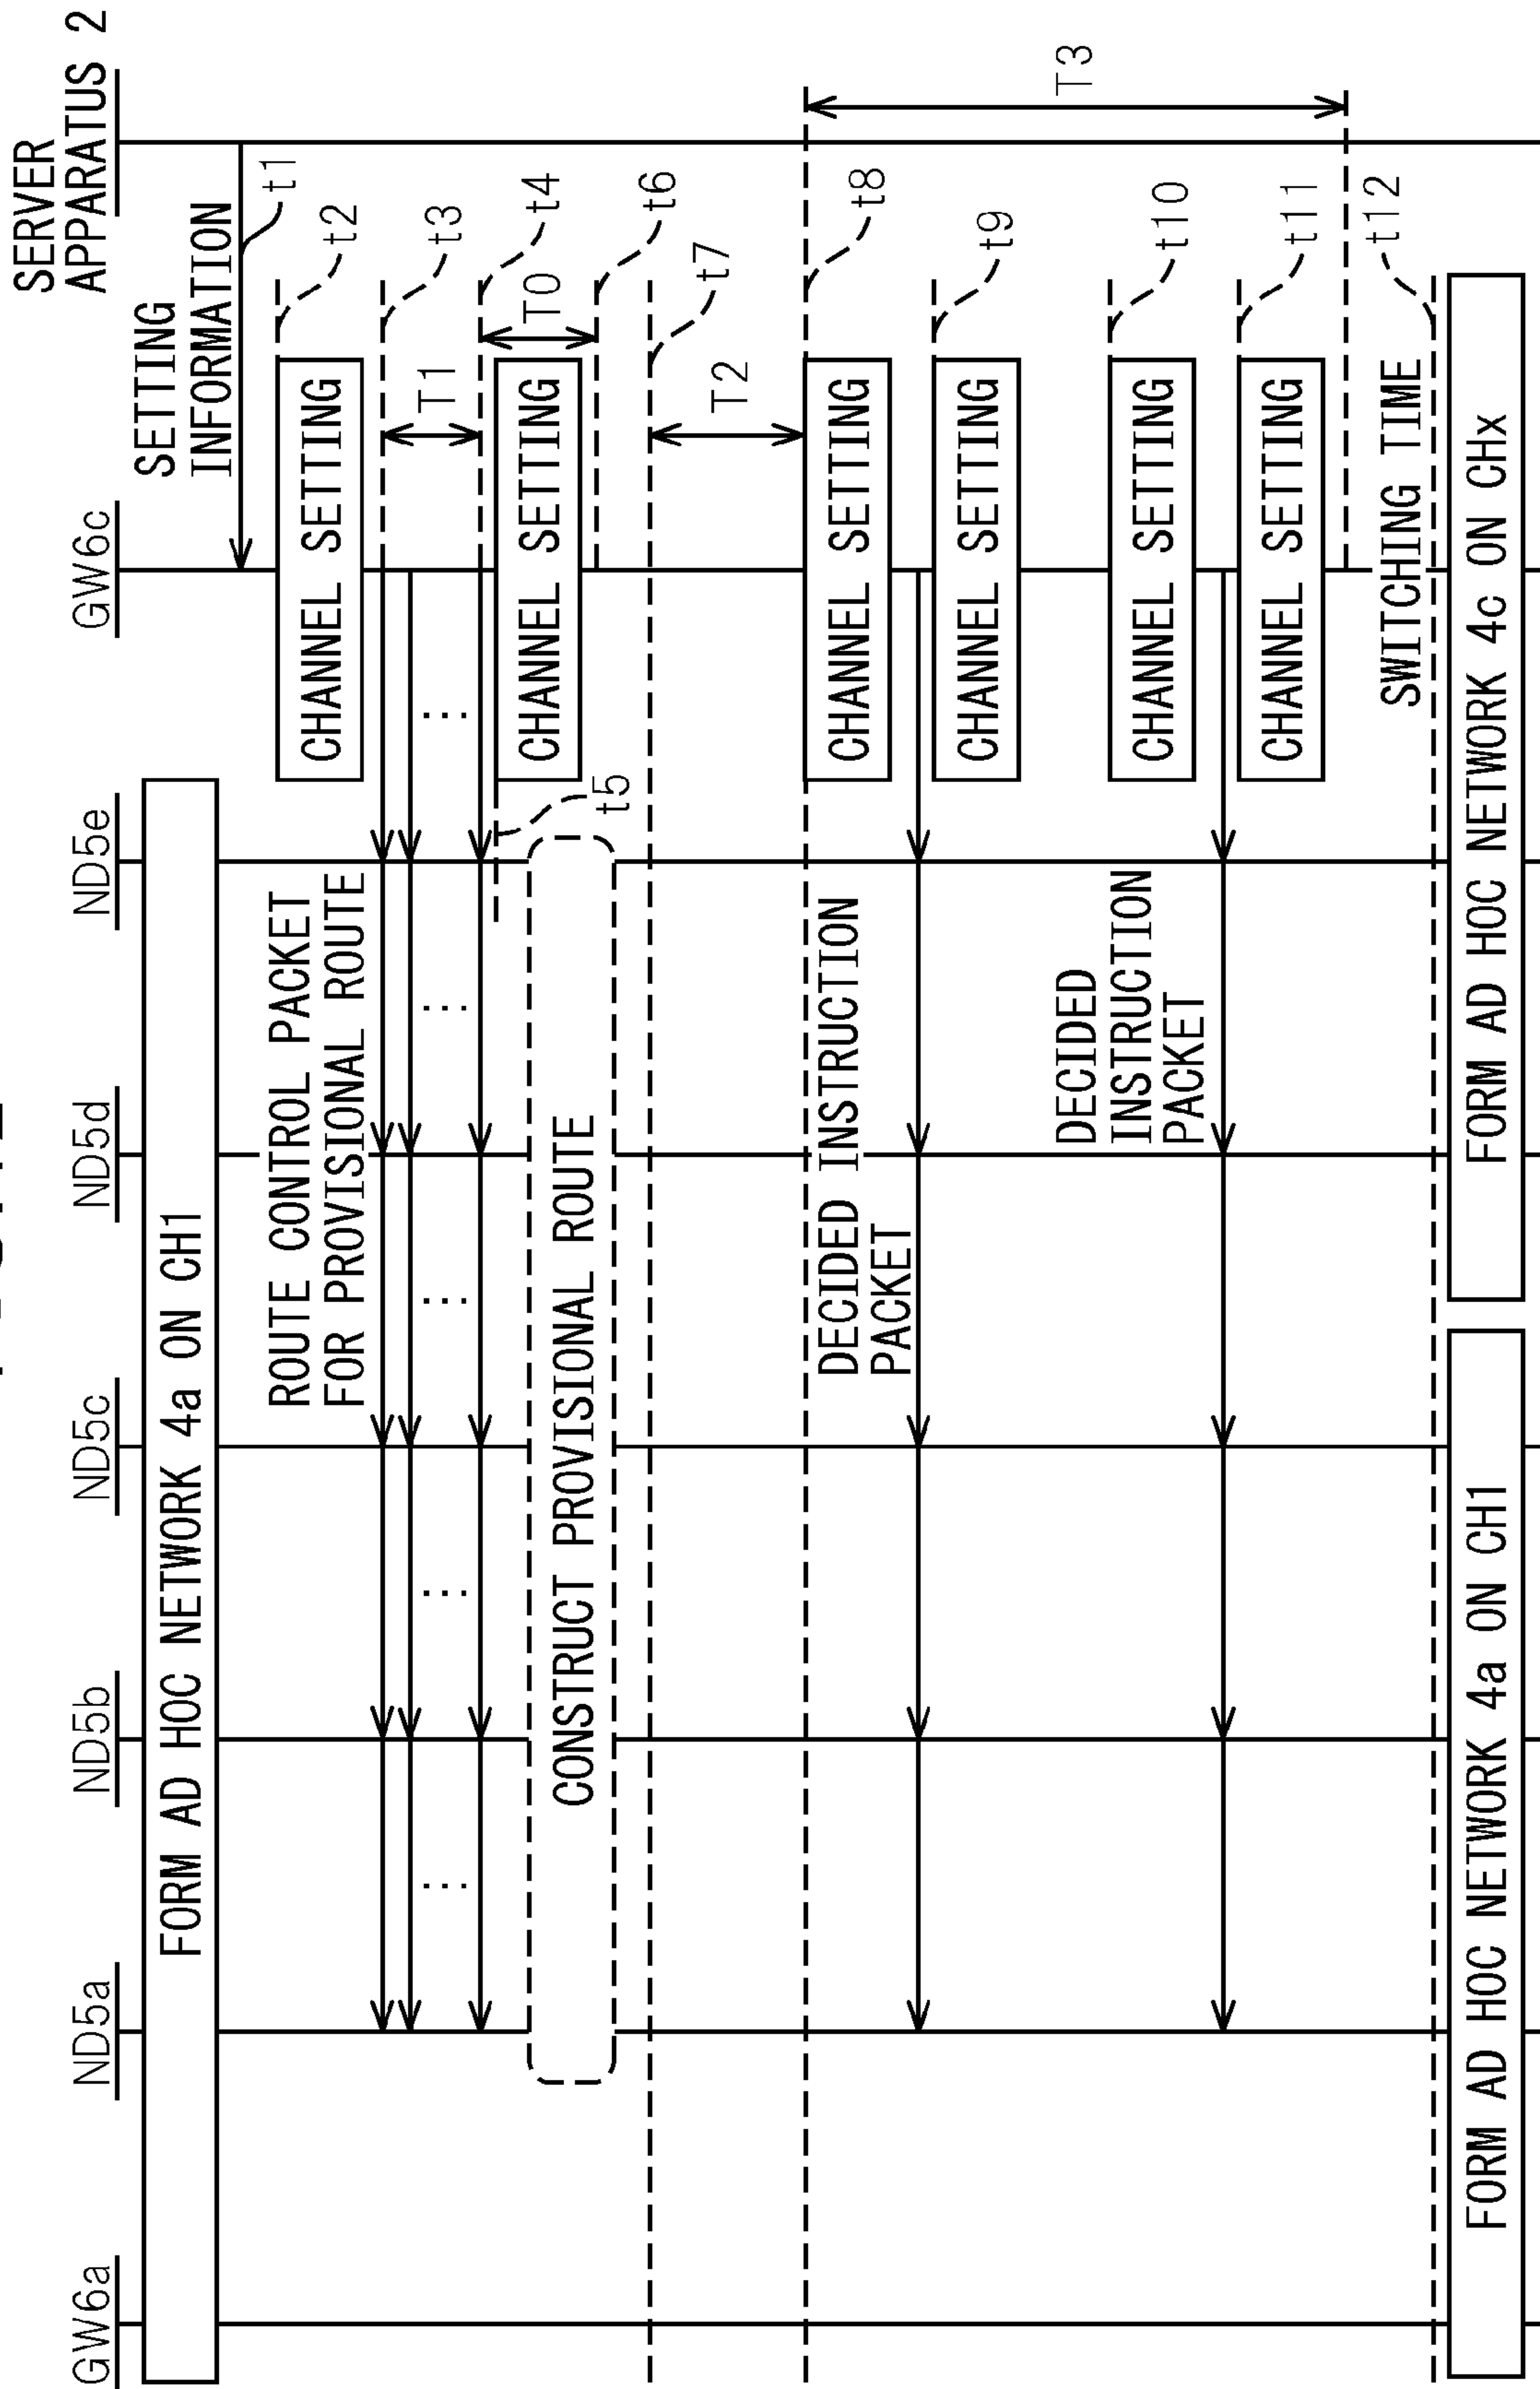 GW6a
ND5a
ND5b
ND5c
ND5d
ND5e
GW6c
SERVER
APPARATUS 2
FORM AD HOC NETWORK 4a ON CH1
SETTING
INFORMATION
t1
CHANNEL SETTING
t2
ROUTE CONTROL PACKET
FOR PROVISIONAL ROUTE
t3
T1
...
...
...
...
...
t4
T0
CHANNEL SETTING
t5
CONSTRUCT PROVISIONAL ROUTE
t6
t7
T2
t8
T3
CHANNEL SETTING
DECIDED INSTRUCTION
PACKET
CHANNEL SETTING
t9
CHANNEL SETTING
t10
DECIDED
INSTRUCTION
PACKET
CHANNEL SETTING
t11
SWITCHING TIME
t12
FORM AD HOC NETWORK 4a ON CH1
FORM AD HOC NETWORK 4c ON CHx